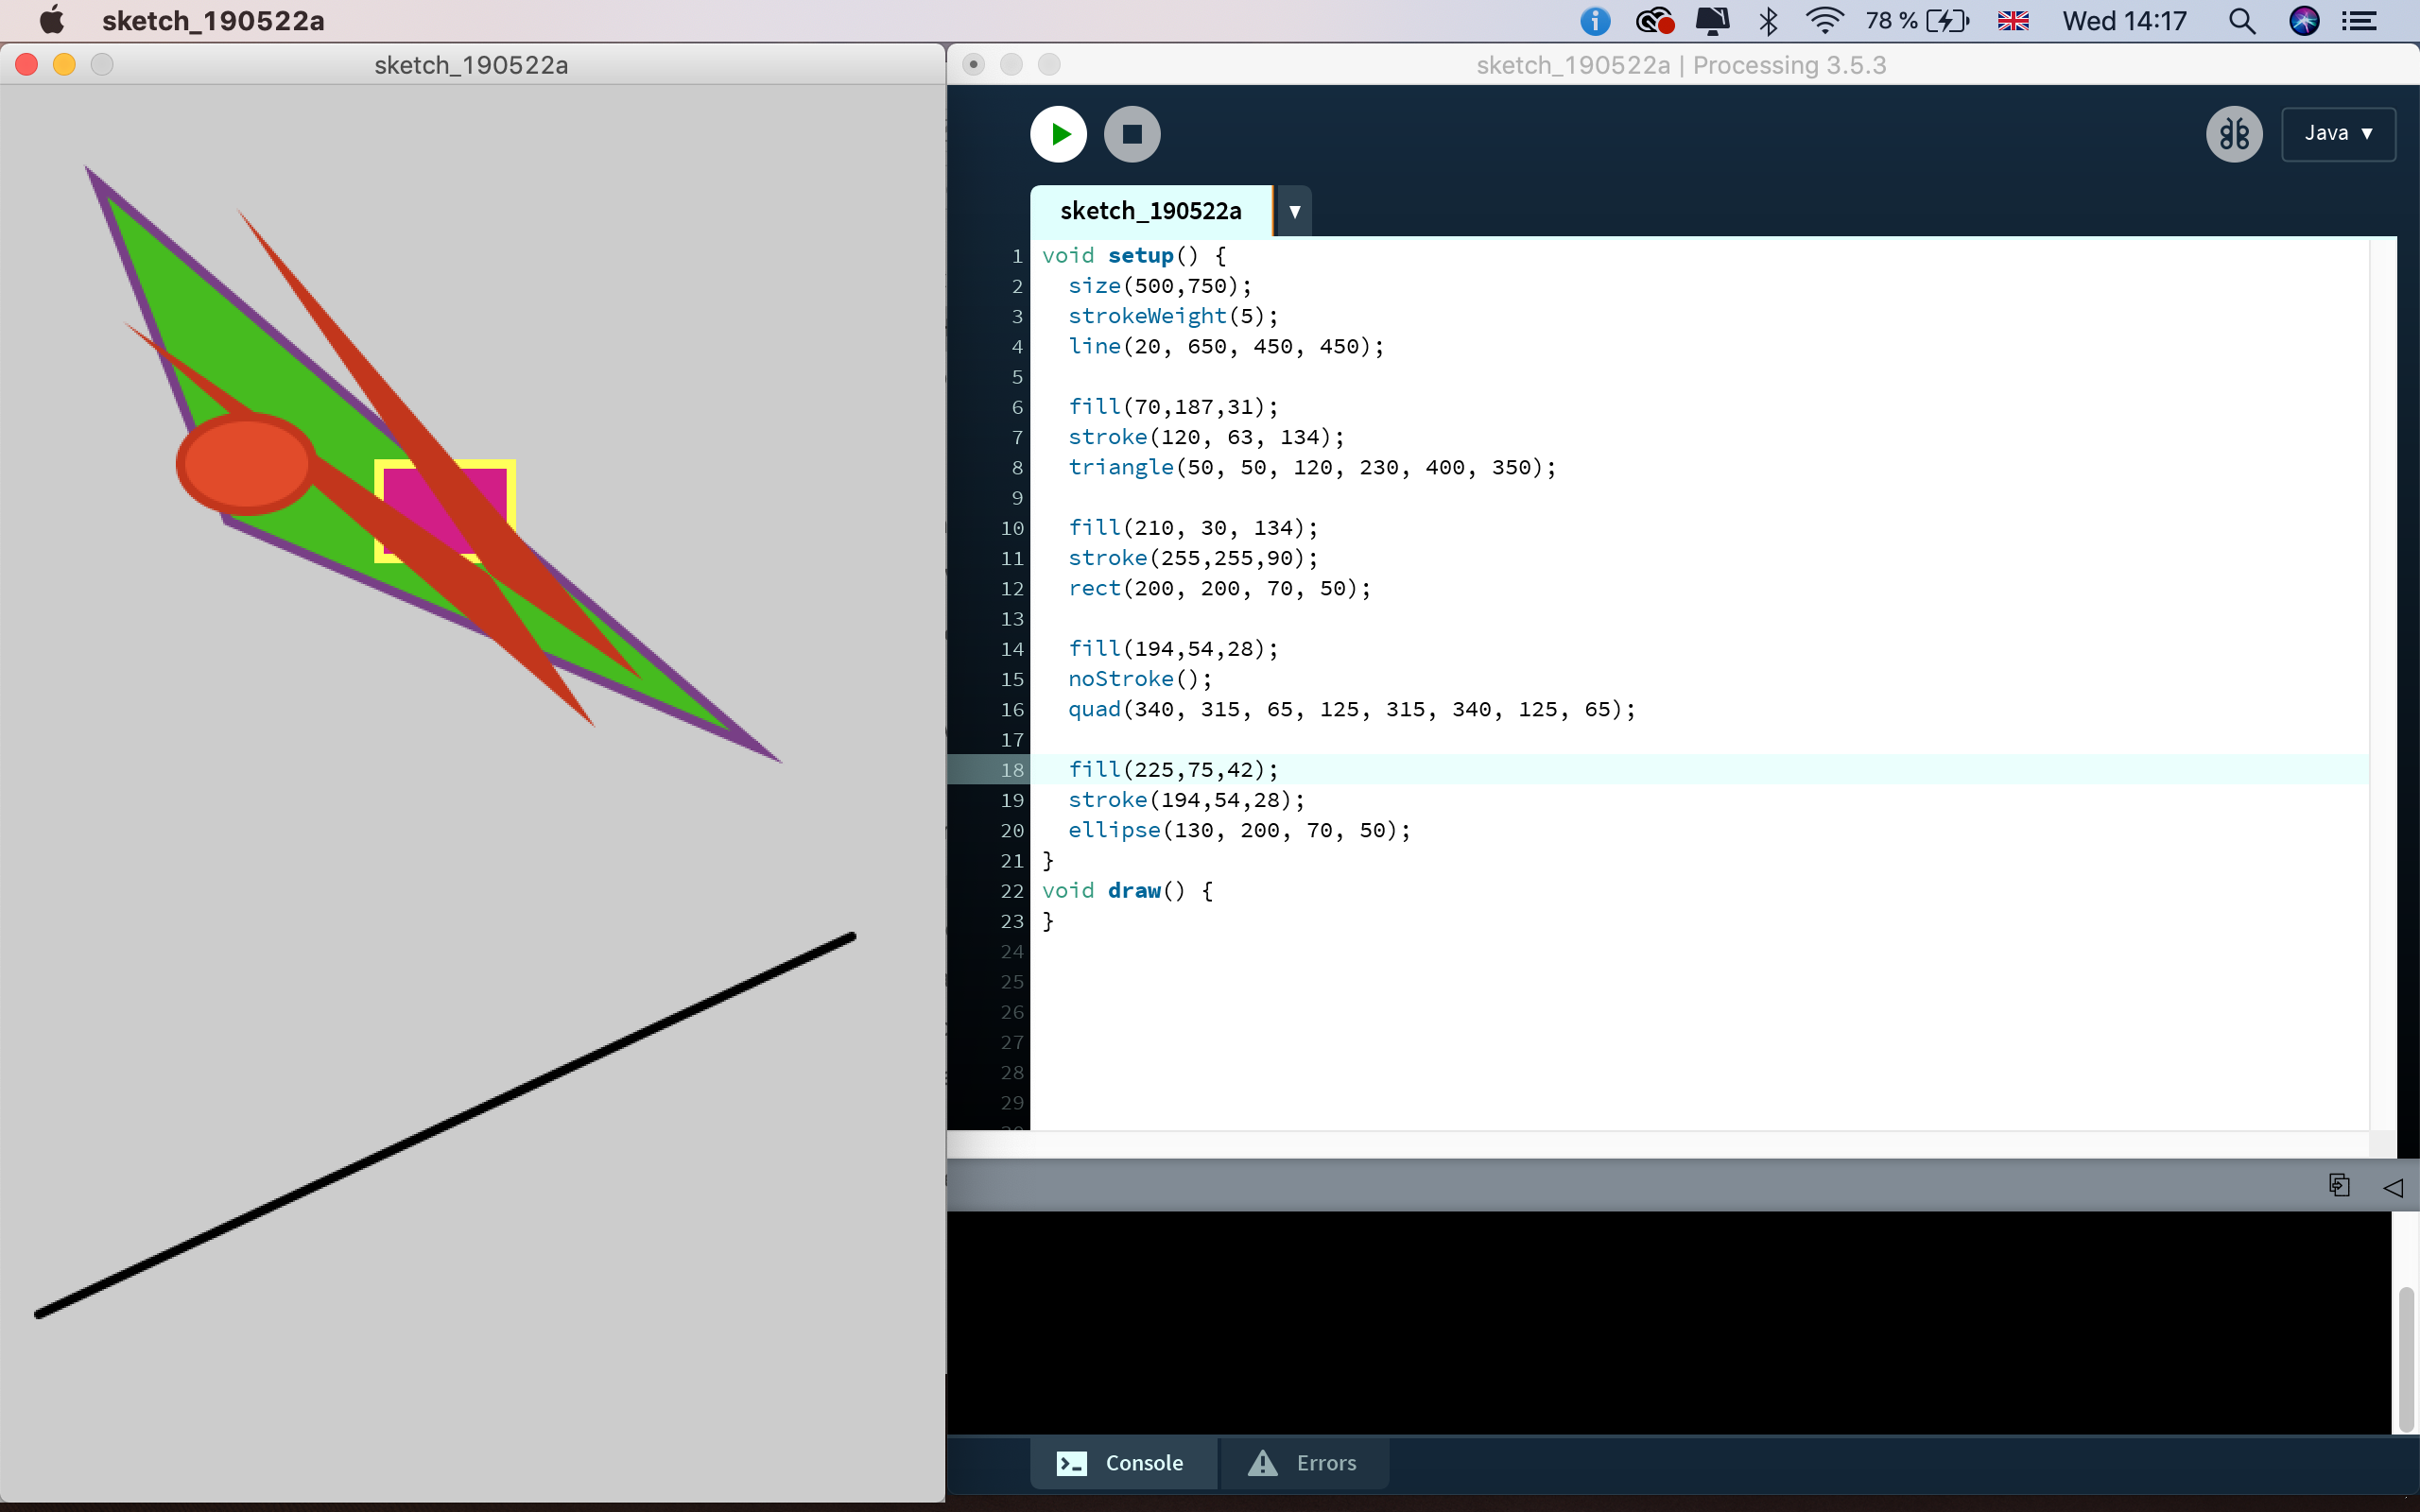 sketch_190522a
78 %
Wed 14:17
sketch_190522a
sketch_190522a | Processing 3.5.3
Java
sketch_190522a
1 void setup() {
2 size(500,750);
3 strokeWeight(5);
4 line(20, 650, 450, 450);
5
6 fill(70,187,31);
7 stroke(120, 63, 134);
8 triangle(50, 50, 120, 230, 400, 350);
9
10 fill(210, 30, 134);
11 stroke(255,255,90);
12 rect(200, 200, 70, 50);
13
14 fill(194,54,28);
15 noStroke();
16 quad(340, 315, 65, 125, 315, 340, 125, 65);
17
18 fill(225,75,42);
19 stroke(194,54,28);
20 ellipse(130, 200, 70, 50);
21 }
22 void draw() {
23 }
24
25
26
27
28
29
Console
Errors